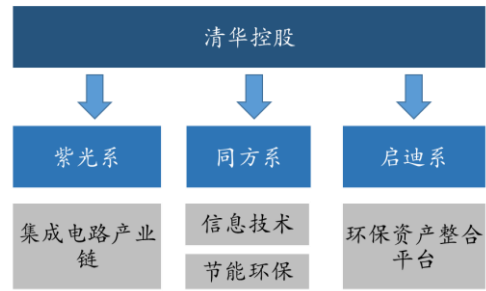 清华控股
紫光系
同方系
启迪系
集成电路产业
链
信息技术
节能环保
环保资产整合
平台